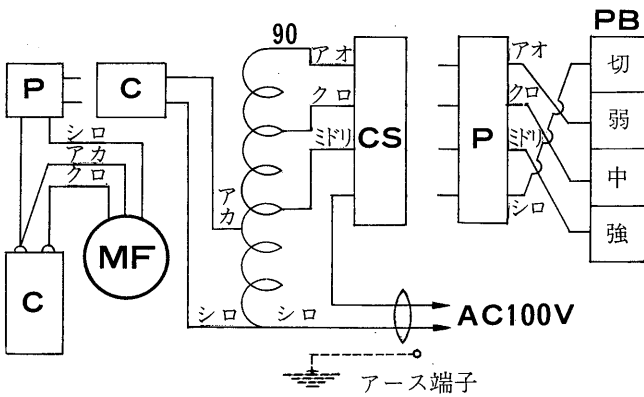 PB
90
アオ
アオ
切
P
C
クロ
クロ
弱
シロ
アカ
クロ
ミドリ
CS
P
ミドリ
中
アカ
シロ
強
MF
C
シロ
シロ
AC100V
アース端子